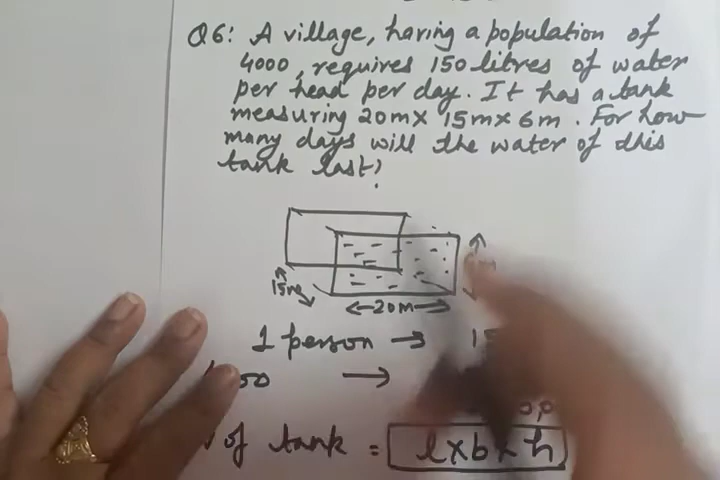 Q6: A village, having a population of
4000, requires 150 litres of water
per head per day. It has a tank
measuring 20m× 15m× 6m. For how
many days will the water of this
tank last?
15m
←20m→
1 person → 15
→
of tank = l×b×h